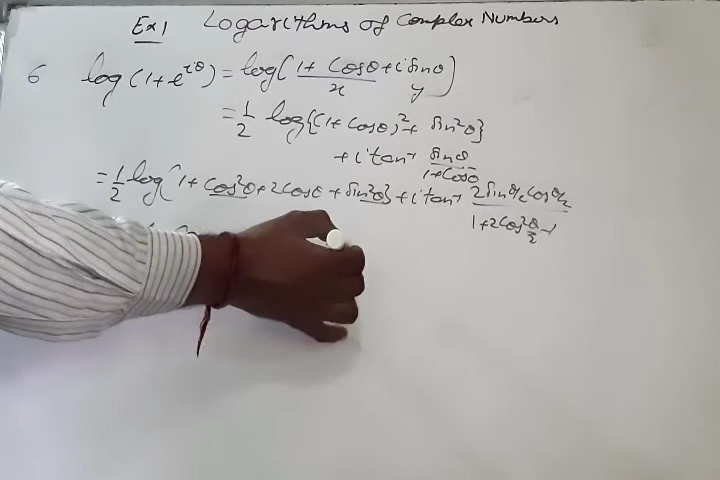 Ex 1 Logarithms of Complex Numbers
6 log(1+e^{iθ}) = log(1+cosθ+i sinθ)
x y
= 1/2 log{(1+cosθ)²+ sin²θ}
+i tan⁻¹ sinθ/(1+cosθ)
= 1/2 log{1+cos²θ+2cosθ+sin²θ}+i tan⁻¹ (2sinθ/2 cosθ/2)/(1+2cos²θ/2-1)